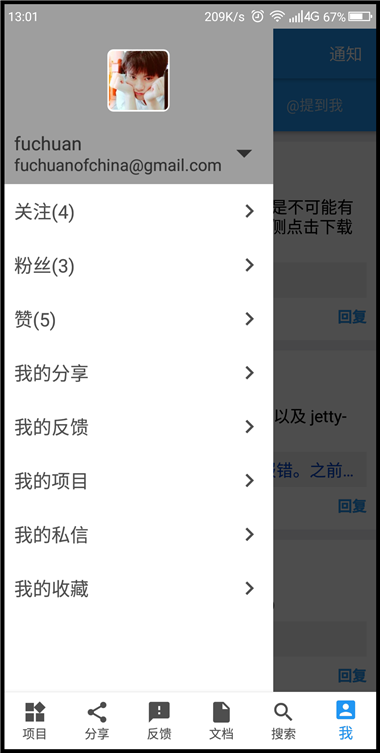 13:01 209K/s 4G 67%
通知
@提到我
fuchuan
fuchuanofchina@gmail.com
关注(4)
是不可能有
粉丝(3)
侧点击下载
赞(5)
回复
我的分享
我的反馈
以及 jetty-
我的项目
报错。之前...
回复
我的私信
我的收藏
回复
项目 分享 反馈 文档 搜索 我